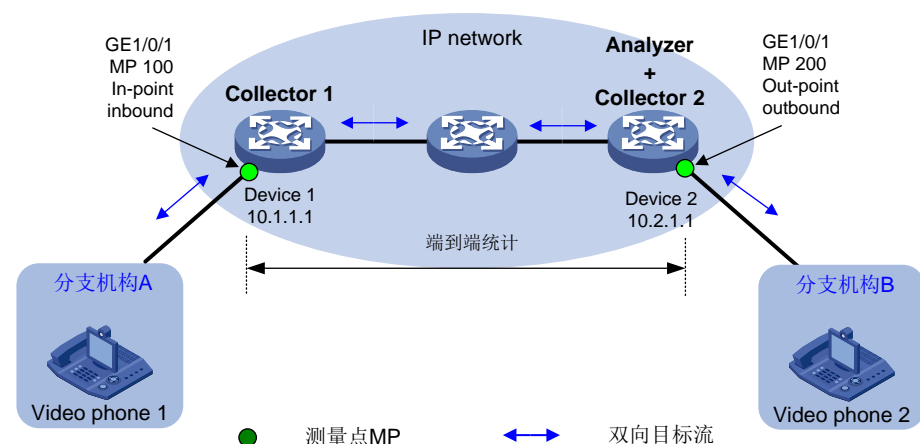 IP network
GE1/0/1
MP 100
In-point
inbound
Collector 1
Analyzer
+
Collector 2
GE1/0/1
MP 200
Out-point
outbound
Device 1
10.1.1.1
Device 2
10.2.1.1
端到端统计
分支机构A
Video phone 1
分支机构B
Video phone 2
测量点MP
双向目标流